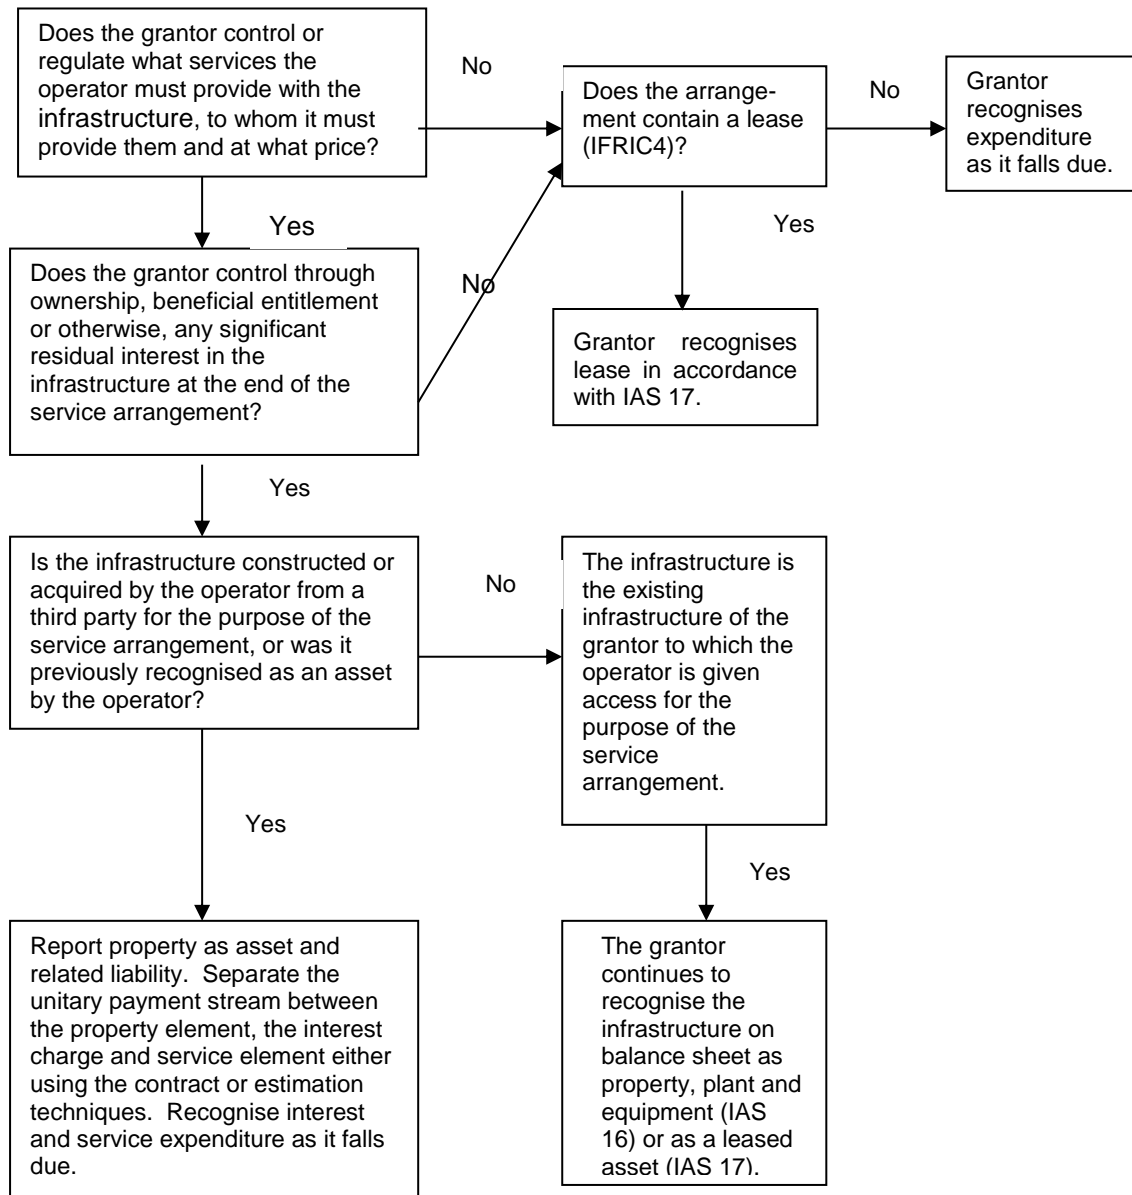 Does the grantor control or
regulate what services the
operator must provide with the
infrastructure, to whom it must
provide them and at what price?
No
Does the arrange-
ment contain a lease
(IFRIC4)?
No
Grantor
recognises
expenditure
as it falls due.
Yes
Yes
Does the grantor control through
ownership, beneficial entitlement
or otherwise, any significant
residual interest in the
infrastructure at the end of the
service arrangement?
No
Grantor recognises
lease in accordance
with IAS 17.
Yes
Is the infrastructure constructed or
acquired by the operator from a
third party for the purpose of the
service arrangement, or was it
previously recognised as an asset
by the operator?
No
The infrastructure is
the existing
infrastructure of the
grantor to which the
operator is given
access for the
purpose of the
service
arrangement.
Yes
Yes
Report property as asset and
related liability.  Separate the
unitary payment stream between
the property element, the interest
charge and service element either
using the contract or estimation
techniques.  Recognise interest
and service expenditure as it falls
due.
The grantor
continues to
recognise the
infrastructure on
balance sheet as
property, plant and
equipment (IAS
16) or as a leased
asset (IAS 17).